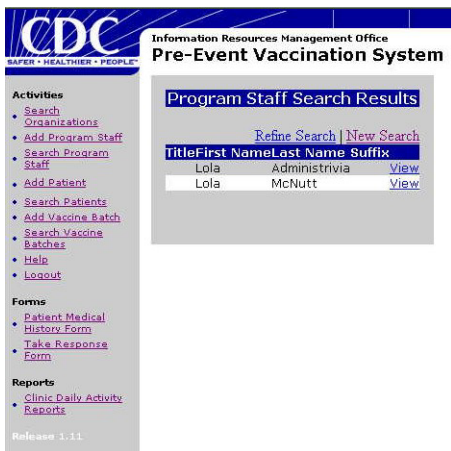 CDC
SAFER • HEALTHIER • PEOPLE™
Information Resources Management Office
Pre-Event Vaccination System
Activities
• Search
Organizations
• Add Program Staff
• Search Program
Staff
• Add Patient
• Search Patients
• Add Vaccine Batch
• Search Vaccine
Batches
• Help
• Logout
Forms
• Patient Medical
History Form
• Take Response
Form
Reports
• Clinic Daily Activity
Reports
Release 1.11
Program Staff Search Results
Refine Search | New Search
TitleFirst NameLast Name Suffix
Lola Administrivia View
Lola McNutt View